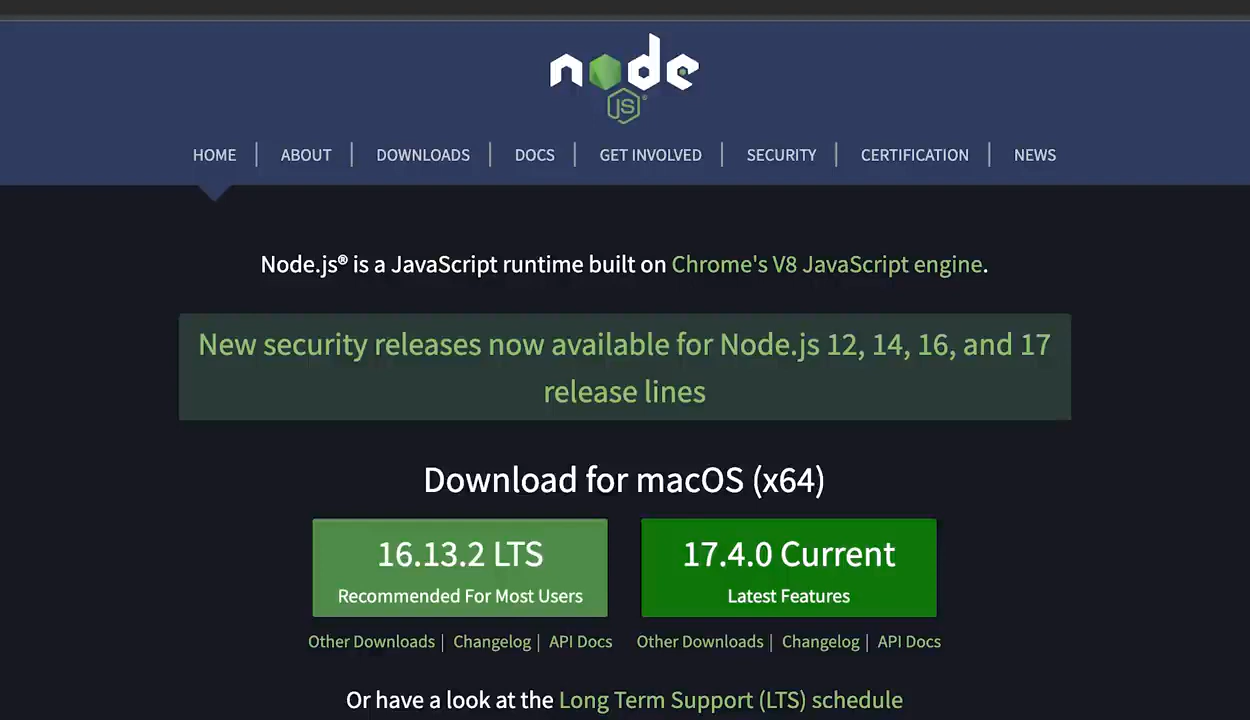 node
JS®
HOME | ABOUT | DOWNLOADS | DOCS | GET INVOLVED | SECURITY | CERTIFICATION | NEWS
Node.js® is a JavaScript runtime built on Chrome's V8 JavaScript engine.
New security releases now available for Node.js 12, 14, 16, and 17
release lines
Download for macOS (x64)
16.13.2 LTS
Recommended For Most Users
17.4.0 Current
Latest Features
Other Downloads | Changelog | API Docs
Other Downloads | Changelog | API Docs
Or have a look at the Long Term Support (LTS) schedule